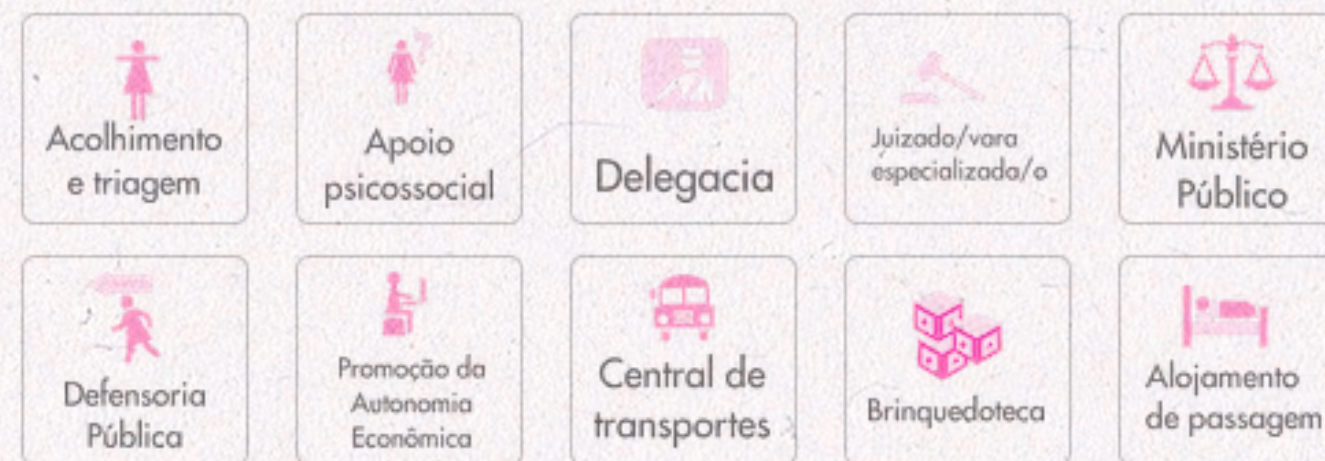 Acolhimento
e triagem
Apoio
psicossocial
Delegacia
Juizado/vara
especializada/o
Ministério
Público
Defensoria
Pública
Promoção da
Autonomia
Econômica
Central de
transportes
Brinquedoteca
Alojamento
de passagem